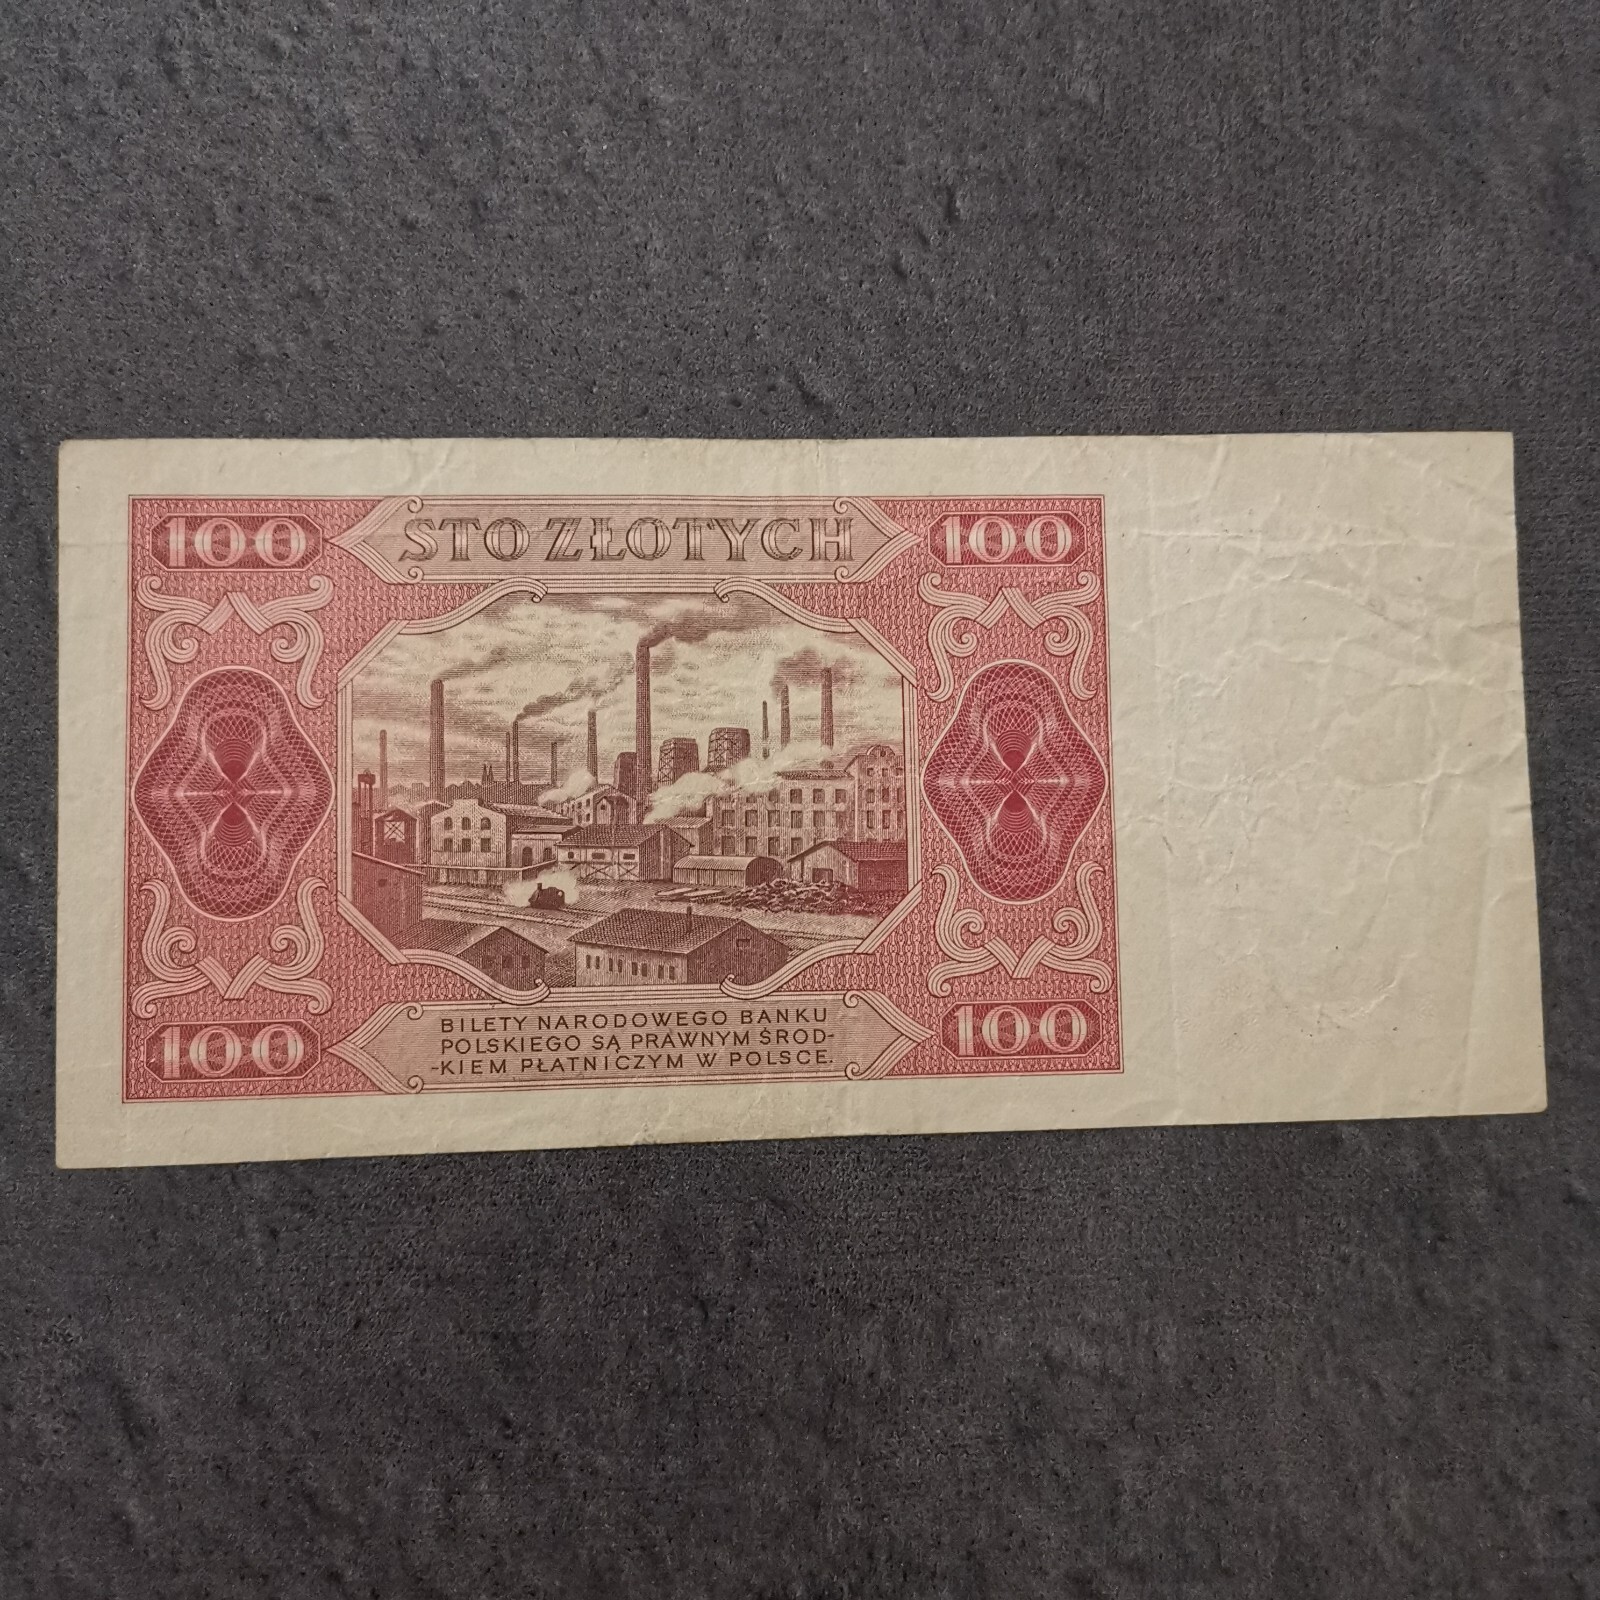 100 STO ZŁOTYCH 100
BILETY NARODOWEGO BANKU
POLSKIEGO SĄ PRAWNYM ŚROD-
-KIEM PŁATNICZYM W POLSCE.
100 100